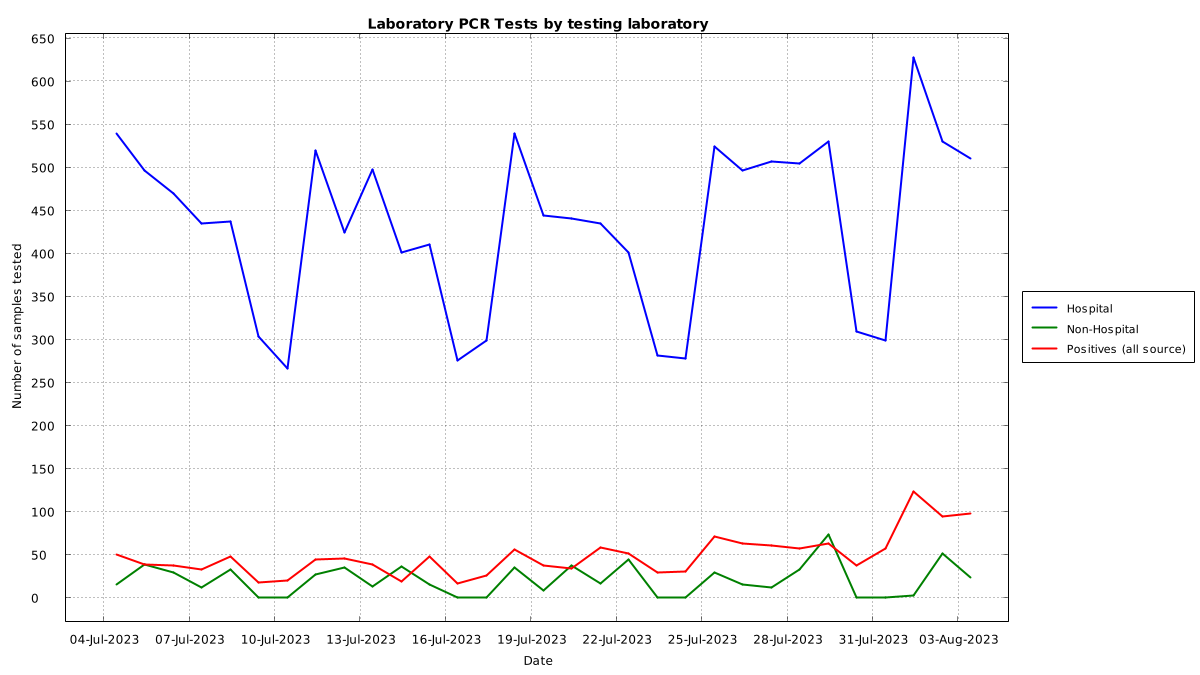 Laboratory PCR Tests by testing laboratory
650
600
550
500
450
400
350
300
250
200
150
100
50
0
Number of samples tested
04-Jul-2023 07-Jul-2023 10-Jul-2023 13-Jul-2023 16-Jul-2023 19-Jul-2023 22-Jul-2023 25-Jul-2023 28-Jul-2023 31-Jul-2023 03-Aug-2023
Date
Hospital
Non-Hospital
Positives (all source)